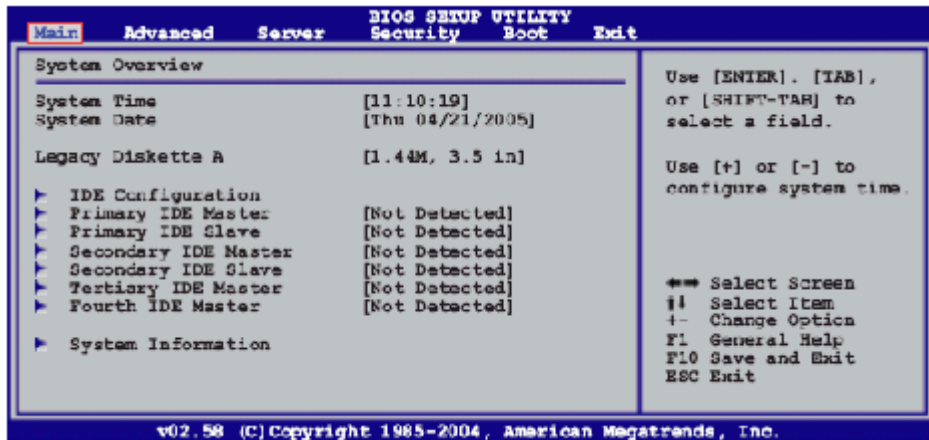 BIOS SETUP UTILITY
Main Advanced Server Security Boot Exit
System Overview
System Time [11:10:19]
System Date [Thu 04/21/2005]
Legacy Diskette A [1.44M, 3.5 in]
IDE Configuration
Primary IDE Master [Not Detected]
Primary IDE Slave [Not Detected]
Secondary IDE Master [Not Detected]
Secondary IDE Slave [Not Detected]
Tertiary IDE Master [Not Detected]
Fourth IDE Master [Not Detected]
System Information
Use [ENTER]. [TAB],
or [SHIFT-TAB] to
select a field.
Use [+] or [-] to
configure system time.
←→ Select Screen
↑↓ Select Item
+- Change Option
F1 General Help
F10 Save and Exit
ESC Exit
v02.58 (C)Copyright 1985-2004, American Megatrends, Inc.